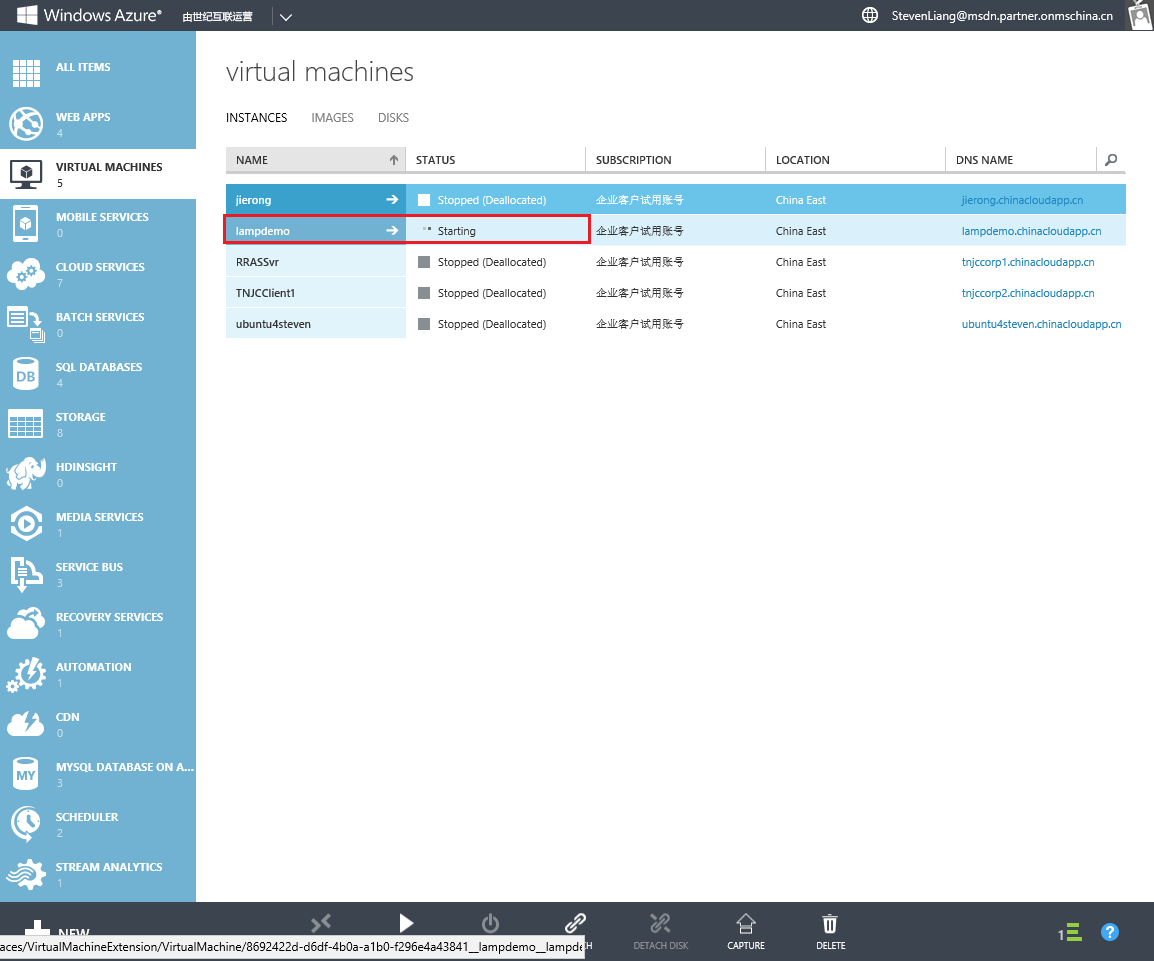 Windows Azure® 由世纪互联运营 StevenLiang@msdn.partner.onmschina.cn
ALL ITEMS
WEB APPS
4
VIRTUAL MACHINES
5
MOBILE SERVICES
0
CLOUD SERVICES
7
BATCH SERVICES
0
DB
SQL DATABASES
4
STORAGE
8
HDINSIGHT
0
MEDIA SERVICES
1
SERVICE BUS
3
RECOVERY SERVICES
1
AUTOMATION
1
CDN
0
MY
MYSQL DATABASE ON A...
3
SCHEDULER
2
STREAM ANALYTICS
1
virtual machines
INSTANCES IMAGES DISKS
NAME STATUS SUBSCRIPTION LOCATION DNS NAME
jierong Stopped (Deallocated) 企业客户试用账号 China East jierong.chinacloudapp.cn
lampdemo Starting 企业客户试用账号 China East lampdemo.chinacloudapp.cn
RRASSvr Stopped (Deallocated) 企业客户试用账号 China East tnjccorp1.chinacloudapp.cn
TNJCClient1 Stopped (Deallocated) 企业客户试用账号 China East tnjccorp2.chinacloudapp.cn
ubuntu4steven Stopped (Deallocated) 企业客户试用账号 China East ubuntu4steven.chinacloudapp.cn
NEW
DETACH DISK CAPTURE DELETE
1
?
aces/VirtualMachineExtension/VirtualMachine/8692422d-d6df-4b0a-a1b0-f296e4a43841__lampdemo__lampde